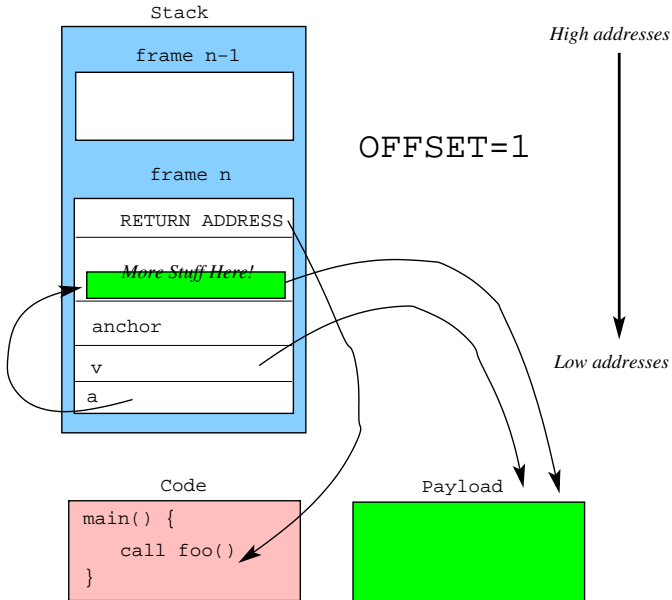 Stack
High addresses
frame n-1
OFFSET=1
frame n
RETURN ADDRESS
More Stuff Here!
anchor
v
Low addresses
a
Code
Payload
main() {
call foo()
}